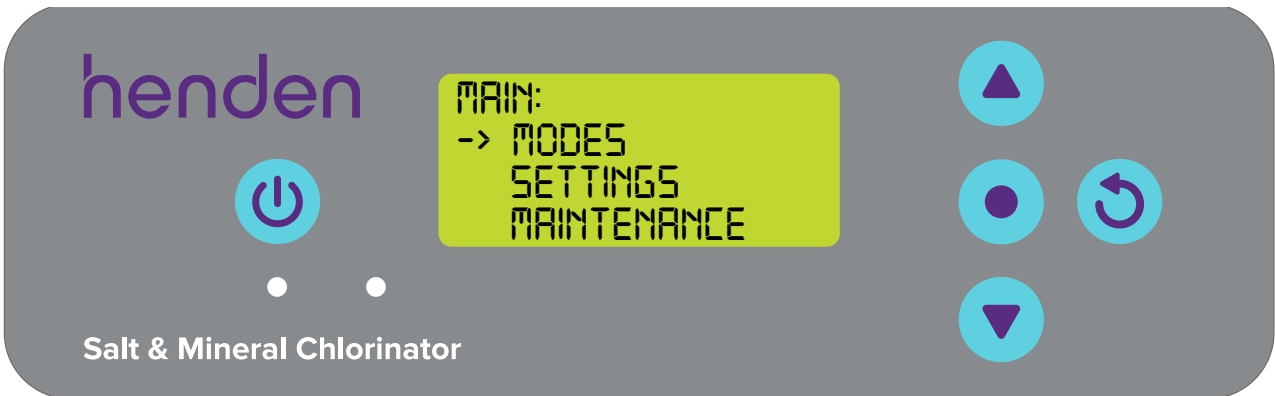 henden
MAIN:
-> MODES
SETTINGS
MAINTENANCE
Salt & Mineral Chlorinator